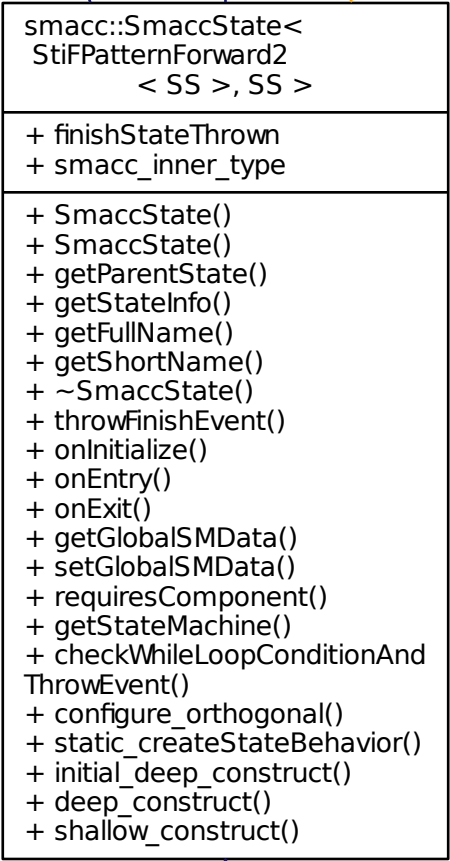 smacc::SmaccState<
StiFPatternForward2
< SS >, SS >
+ finishStateThrown
+ smacc_inner_type
+ SmaccState()
+ SmaccState()
+ getParentState()
+ getStateInfo()
+ getFullName()
+ getShortName()
+ ~SmaccState()
+ throwFinishEvent()
+ onInitialize()
+ onEntry()
+ onExit()
+ getGlobalSMData()
+ setGlobalSMData()
+ requiresComponent()
+ getStateMachine()
+ checkWhileLoopConditionAnd
ThrowEvent()
+ configure_orthogonal()
+ static_createStateBehavior()
+ initial_deep_construct()
+ deep_construct()
+ shallow_construct()